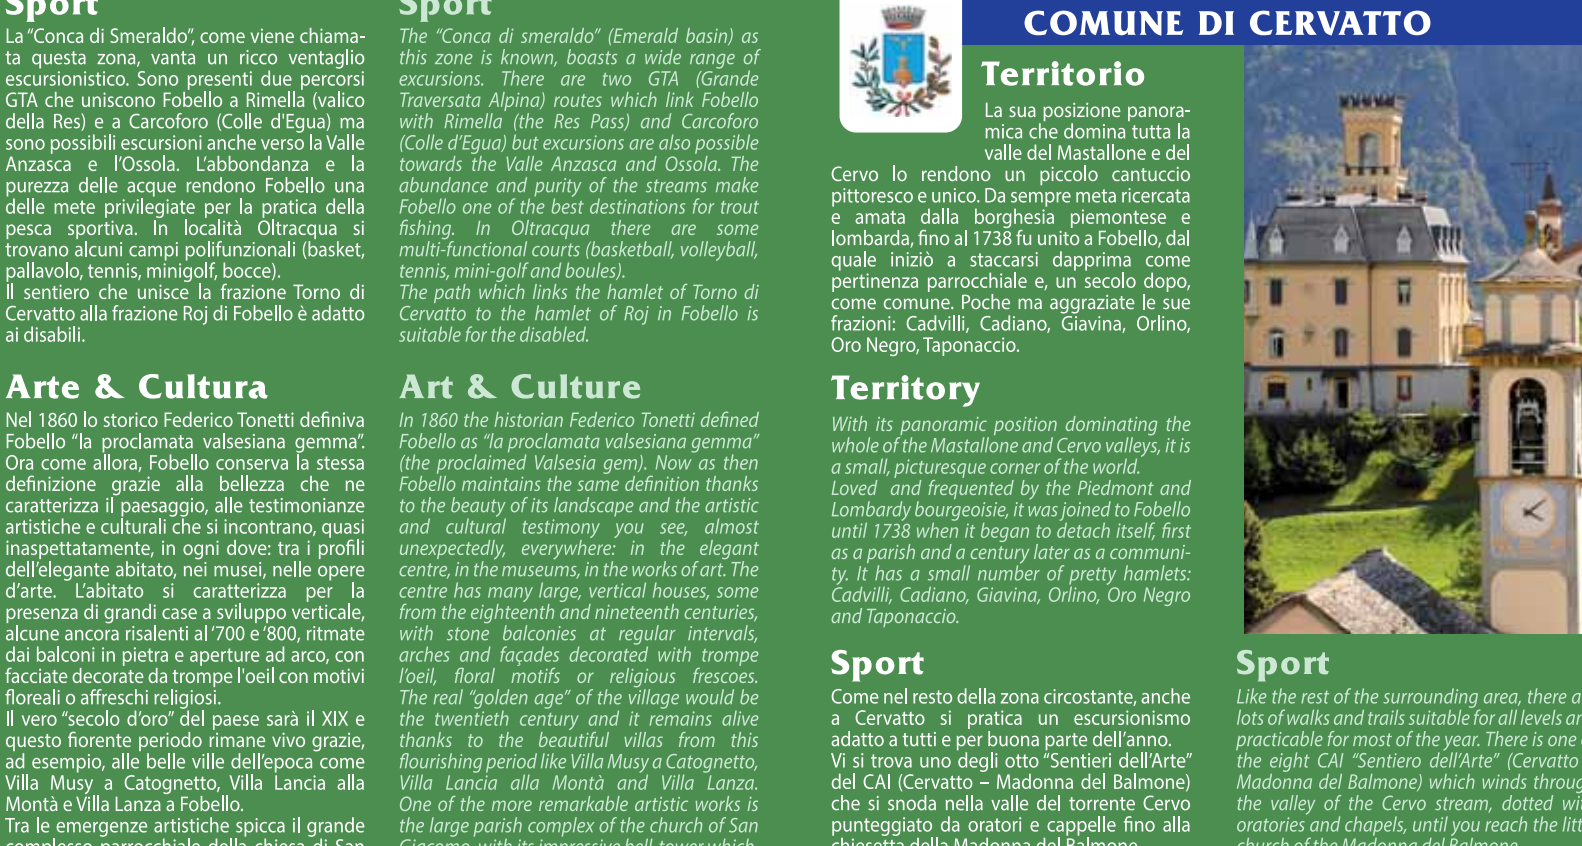 Sport
La “Conca di Smeraldo”, come viene chiama-
ta questa zona, vanta un ricco ventaglio
escursionistico. Sono presenti due percorsi
GTA che uniscono Fobello a Rimella (valico
della Res) e a Carcoforo (Colle d'Egua) ma
sono possibili escursioni anche verso la Valle
Anzasca e l’Ossola. L’abbondanza e la
purezza delle acque rendono Fobello una
delle mete privilegiate per la pratica della
pesca sportiva. In località Oltracqua si
trovano alcuni campi polifunzionali (basket,
pallavolo, tennis, minigolf, bocce).
Il sentiero che unisce la frazione Torno di
Cervatto alla frazione Roj di Fobello è adatto
ai disabili.
Arte & Cultura
Nel 1860 lo storico Federico Tonetti definiva
Fobello “la proclamata valsesiana gemma”.
Ora come allora, Fobello conserva la stessa
definizione grazie alla bellezza che ne
caratterizza il paesaggio, alle testimonianze
artistiche e culturali che si incontrano, quasi
inaspettatamente, in ogni dove: tra i profili
dell’elegante abitato, nei musei, nelle opere
d’arte. L’abitato si caratterizza per la
presenza di grandi case a sviluppo verticale,
alcune ancora risalenti al ‘700 e ‘800, ritmate
dai balconi in pietra e aperture ad arco, con
facciate decorate da trompe l'oeil con motivi
floreali o affreschi religiosi.
Il vero “secolo d’oro” del paese sarà il XIX e
questo fiorente periodo rimane vivo grazie,
ad esempio, alle belle ville dell’epoca come
Villa Musy a Catognetto, Villa Lancia alla
Montà e Villa Lanza a Fobello.
Tra le emergenze artistiche spicca il grande
complesso parrocchiale della chiesa di San
Sport
The “Conca di smeraldo” (Emerald basin) as
this zone is known, boasts a wide range of
excursions. There are two GTA (Grande
Traversata Alpina) routes which link Fobello
with Rimella (the Res Pass) and Carcoforo
(Colle d’Egua) but excursions are also possible
towards the Valle Anzasca and Ossola. The
abundance and purity of the streams make
Fobello one of the best destinations for trout
fishing. In Oltracqua there are some
multi-functional courts (basketball, volleyball,
tennis, mini-golf and boules).
The path which links the hamlet of Torno di
Cervatto to the hamlet of Roj in Fobello is
suitable for the disabled.
Art & Culture
In 1860 the historian Federico Tonetti defined
Fobello as “la proclamata valsesiana gemma”
(the proclaimed Valsesia gem). Now as then
Fobello maintains the same definition thanks
to the beauty of its landscape and the artistic
and cultural testimony you see, almost
unexpectedly, everywhere: in the elegant
centre, in the museums, in the works of art. The
centre has many large, vertical houses, some
from the eighteenth and nineteenth centuries,
with stone balconies at regular intervals,
arches and façades decorated with trompe
l’oeil, floral motifs or religious frescoes.
The real “golden age” of the village would be
the twentieth century and it remains alive
thanks to the beautiful villas from this
flourishing period like Villa Musy a Catognetto,
Villa Lancia alla Montà and Villa Lanza.
One of the more remarkable artistic works is
the large parish complex of the church of San
Giacomo, with its impressive bell-tower which,
COMUNE DI CERVATTO
Territorio
La sua posizione panora-
mica che domina tutta la
valle del Mastallone e del
Cervo lo rendono un piccolo cantuccio
pittoresco e unico. Da sempre meta ricercata
e amata dalla borghesia piemontese e
lombarda, fino al 1738 fu unito a Fobello, dal
quale iniziò a staccarsi dapprima come
pertinenza parrocchiale e, un secolo dopo,
come comune. Poche ma aggraziate le sue
frazioni: Cadvilli, Cadiano, Giavina, Orlino,
Oro Negro, Taponaccio.
Territory
With its panoramic position dominating the
whole of the Mastallone and Cervo valleys, it is
a small, picturesque corner of the world.
Loved and frequented by the Piedmont and
Lombardy bourgeoisie, it was joined to Fobello
until 1738 when it began to detach itself, first
as a parish and a century later as a communi-
ty. It has a small number of pretty hamlets:
Cadvilli, Cadiano, Giavina, Orlino, Oro Negro
and Taponaccio.
Sport
Come nel resto della zona circostante, anche
a Cervatto si pratica un escursionismo
adatto a tutti e per buona parte dell’anno.
Vi si trova uno degli otto “Sentieri dell’Arte”
del CAI (Cervatto – Madonna del Balmone)
che si snoda nella valle del torrente Cervo
punteggiato da oratori e cappelle fino alla
chiesetta della Madonna del Balmone.
Sport
Like the rest of the surrounding area, there a
lots of walks and trails suitable for all levels an
practicable for most of the year. There is one
the eight CAI “Sentiero dell’Arte” (Cervatto
Madonna del Balmone) which winds throug
the valley of the Cervo stream, dotted wit
oratories and chapels, until you reach the litt
church of the Madonna del Balmone.